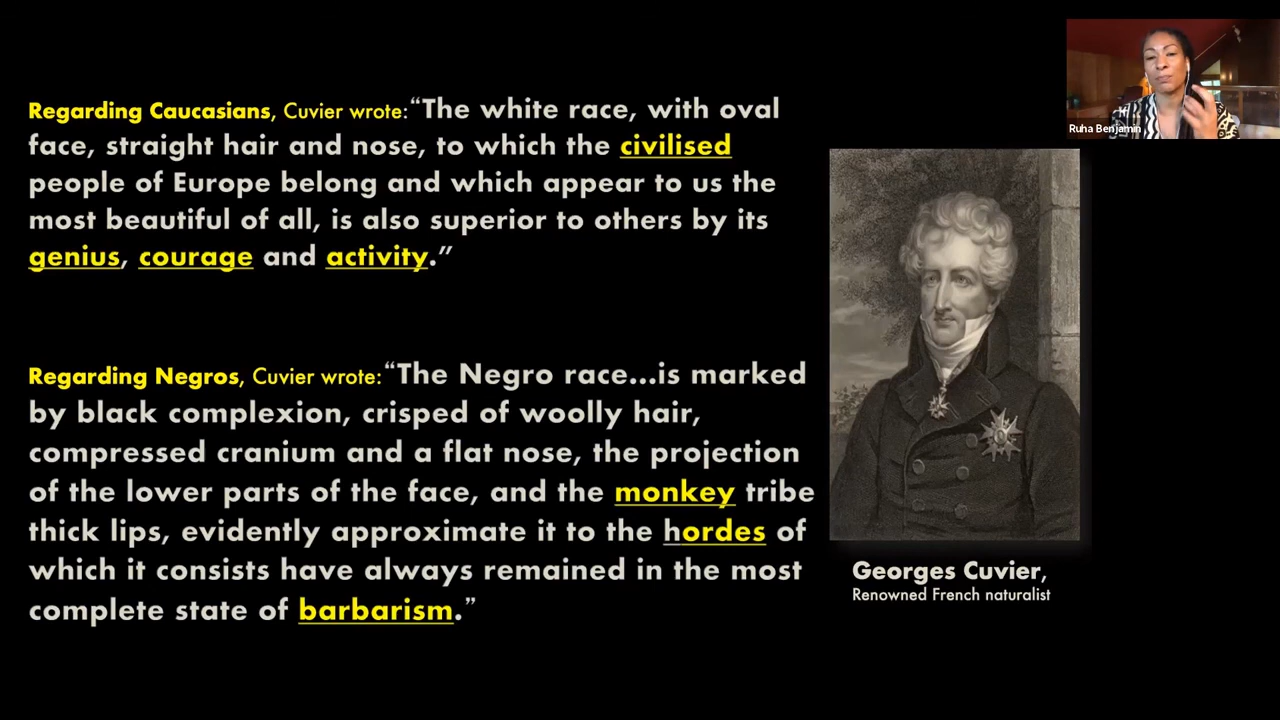 Regarding Caucasians, Cuvier wrote: “The white race, with oval
face, straight hair and nose, to which the civilised
people of Europe belong and which appear to us the
most beautiful of all, is also superior to others by its
genius, courage and activity.”
Regarding Negros, Cuvier wrote: “The Negro race...is marked
by black complexion, crisped of woolly hair,
compressed cranium and a flat nose, the projection
of the lower parts of the face, and the monkey tribe
thick lips, evidently approximate it to the hordes of
which it consists have always remained in the most
complete state of barbarism.”
Ruha Benjamin
Georges Cuvier,
Renowned French naturalist